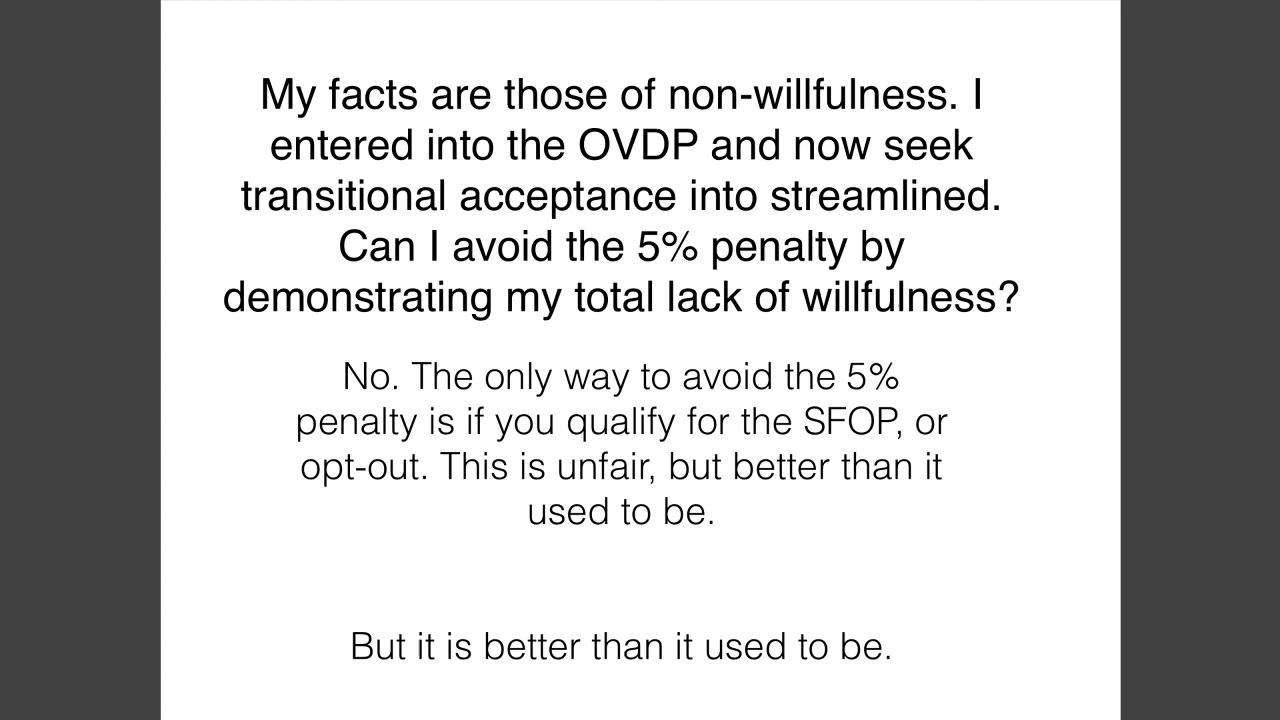 My facts are those of non-willfulness. I
entered into the OVDP and now seek
transitional acceptance into streamlined.
Can I avoid the 5% penalty by
demonstrating my total lack of willfulness?
No. The only way to avoid the 5%
penalty is if you qualify for the SFOP, or
opt-out. This is unfair, but better than it
used to be.
But it is better than it used to be.